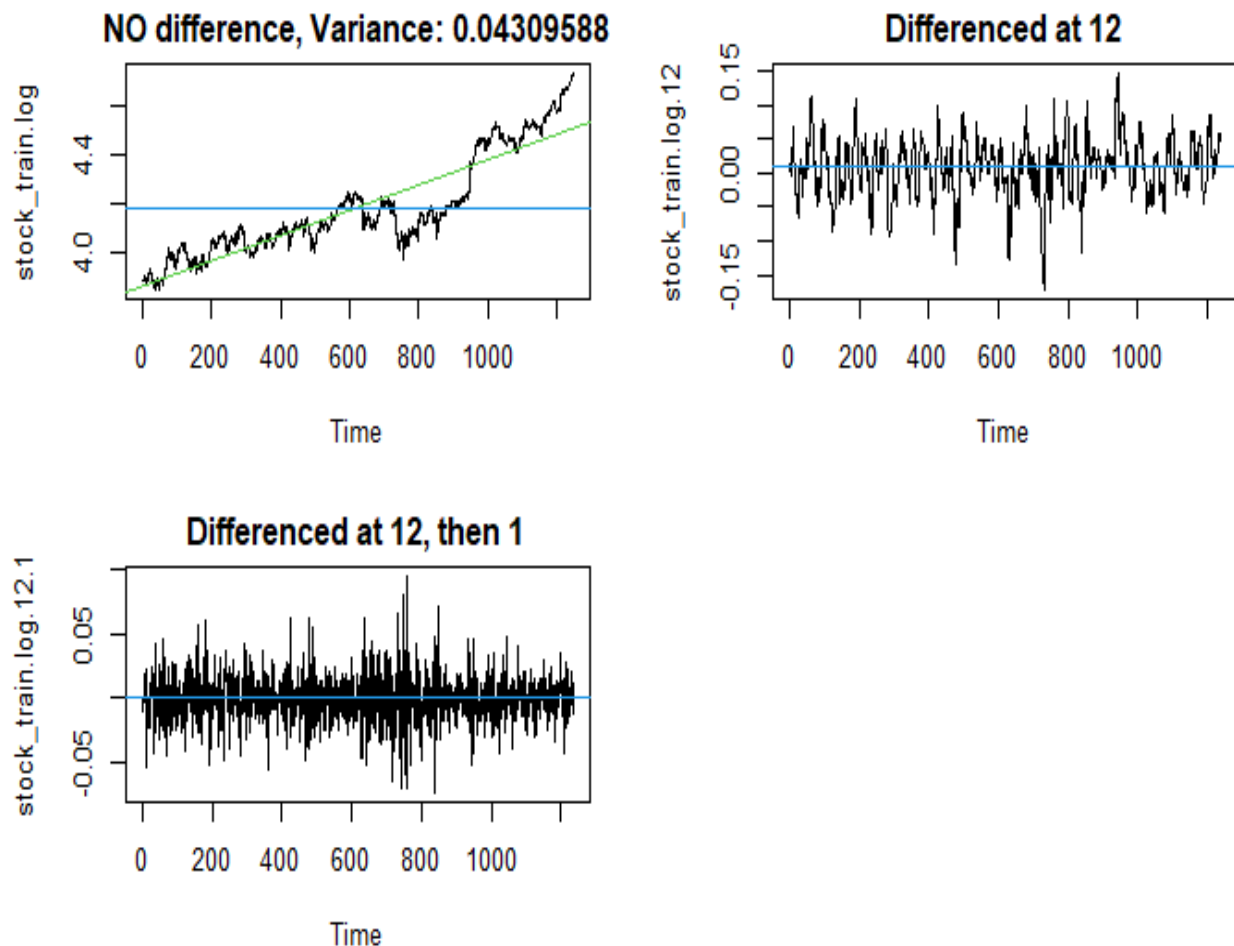 NO difference, Variance: 0.04309588
stock_train.log
4.4
4.0
0 200 400 600 800 1000
Time
Differenced at 12
stock_train.log.12
0.15
0.00
-0.15
0 200 400 600 800 1000
Time
Differenced at 12, then 1
stock_train.log.12.1
0.05
-0.05
0 200 400 600 800 1000
Time